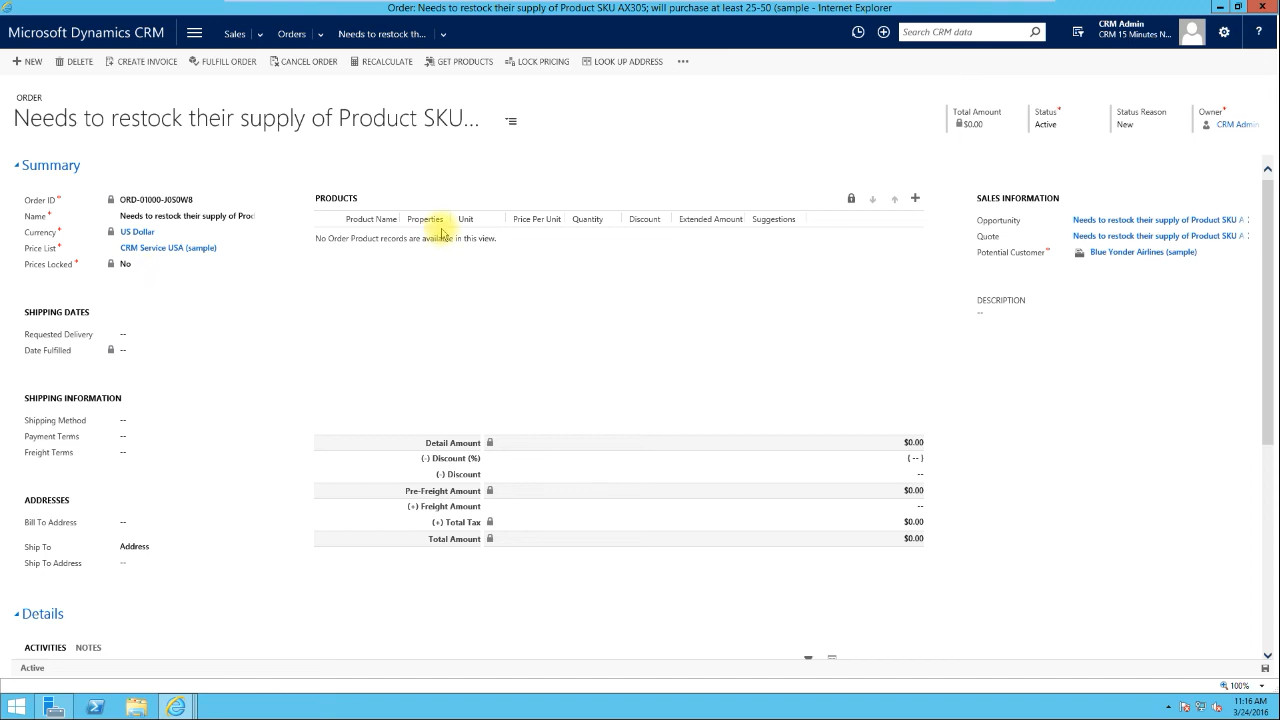 Order: Needs to restock their supply of Product SKU AX305; will purchase at least 25-50 (sample - Internet Explorer
Microsoft Dynamics CRM Sales Orders Needs to restock th... Search CRM data CRM Admin
CRM 15 Minutes N... ?
NEW DELETE CREATE INVOICE FULFILL ORDER CANCEL ORDER RECALCULATE GET PRODUCTS LOCK PRICING LOOK UP ADDRESS ...
ORDER
Needs to restock their supply of Product SKU...
Total Amount Status* Status Reason Owner*
$0.00 Active New CRM Admin
Summary
PRODUCTS
SALES INFORMATION
Order ID* ORD-01000-J0S0W8
Name* Needs to restock their supply of Proc
Currency* US Dollar
Price List* CRM Service USA (sample)
Prices Locked* No
Product Name Properties Unit Price Per Unit Quantity Discount Extended Amount Suggestions
No Order Product records are available in this view.
Opportunity Needs to restock their supply of Product SKU A
Quote Needs to restock their supply of Product SKU A
Potential Customer* Blue Yonder Airlines (sample)
DESCRIPTION
--
SHIPPING DATES
Requested Delivery --
Date Fulfilled --
SHIPPING INFORMATION
Shipping Method --
Payment Terms --
Freight Terms --
Detail Amount $0.00
(-) Discount (%) ( -- )
(-) Discount --
Pre-Freight Amount $0.00
(+) Freight Amount --
(+) Total Tax $0.00
Total Amount $0.00
ADDRESSES
Bill To Address --
Ship To Address
Ship To Address --
Details
ACTIVITIES NOTES
Active
100%
11:16 AM
3/24/2016